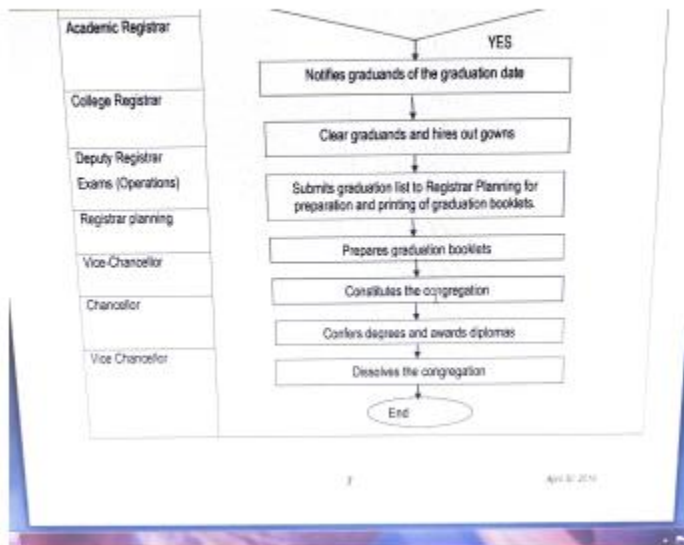 Academic Registrar
YES
Notifies graduands of the graduation date
College Registrar
Clear graduands and hires out gowns
Deputy Registrar
Exams (Operations)
Submits graduation list to Registrar Planning for
preparation and printing of graduation booklets.
Registrar planning
Prepares graduation booklets
Vice-Chancellor
Constitutes the congregation
Chancellor
Confers degrees and awards diplomas
Vice Chancellor
Dissolves the congregation
End